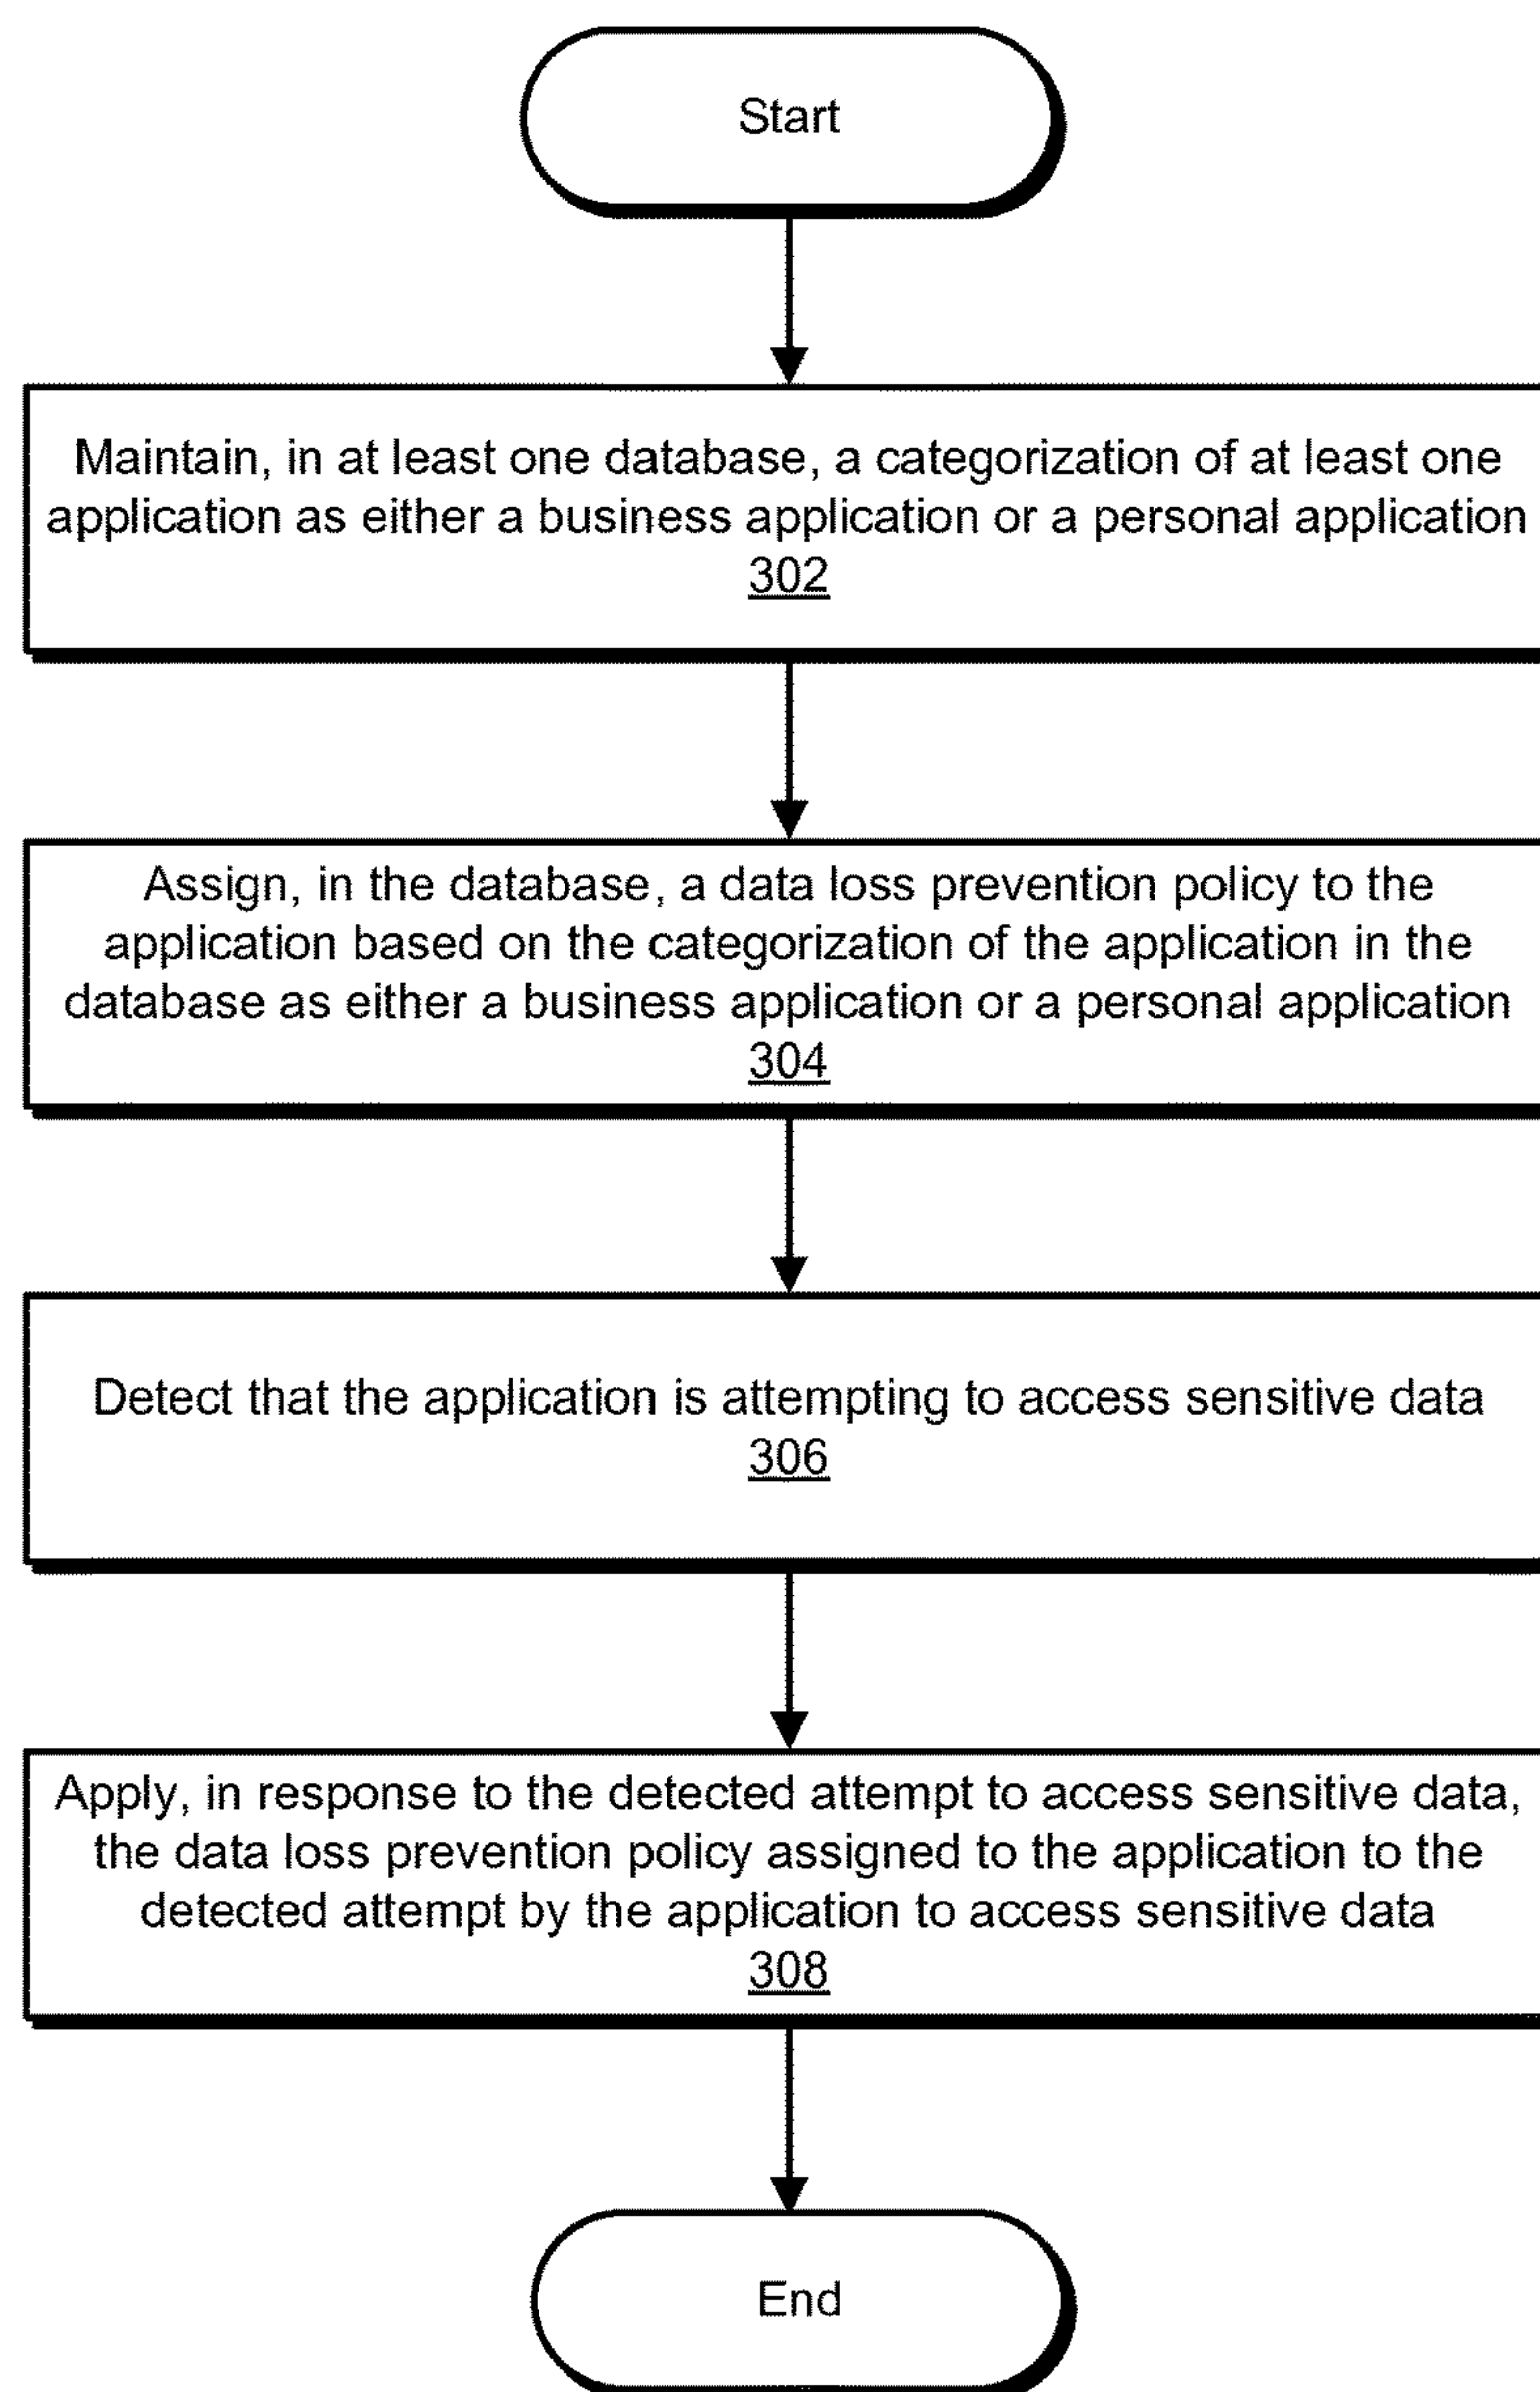 Start
Maintain, in at least one database, a categorization of at least one
application as either a business application or a personal application
302
Assign, in the database, a data loss prevention policy to the
application based on the categorization of the application in the
database as either a business application or a personal application
304
Detect that the application is attempting to access sensitive data
306
Apply, in response to the detected attempt to access sensitive data,
the data loss prevention policy assigned to the application to the
detected attempt by the application to access sensitive data
308
End